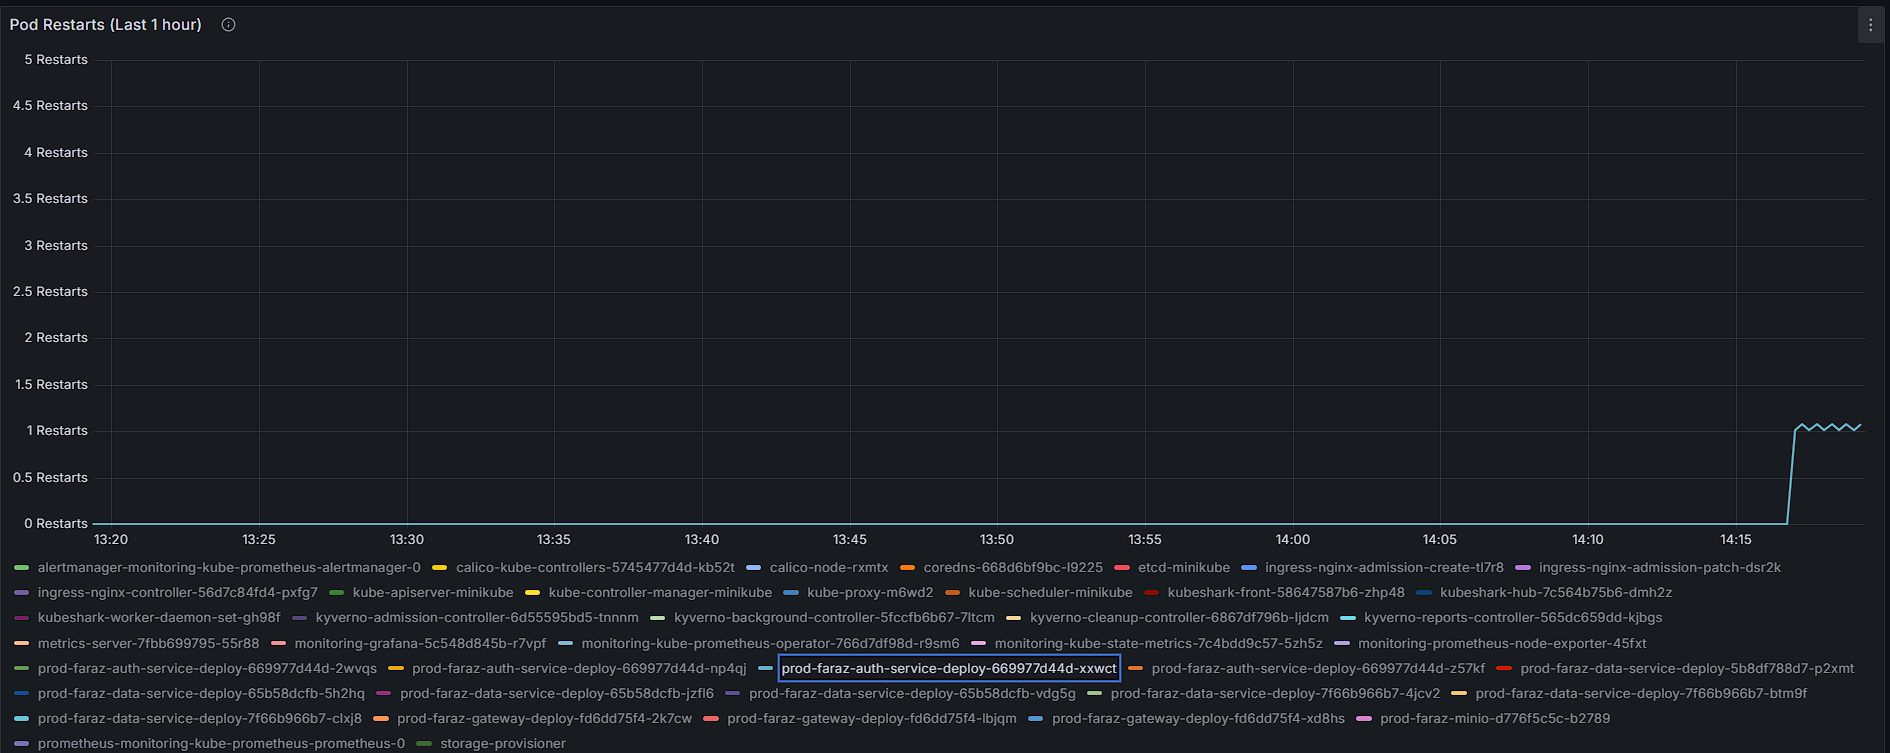 Pod Restarts (Last 1 hour)
5 Restarts
4.5 Restarts
4 Restarts
3.5 Restarts
3 Restarts
2.5 Restarts
2 Restarts
1.5 Restarts
1 Restarts
0.5 Restarts
0 Restarts
13:20 13:25 13:30 13:35 13:40 13:45 13:50 13:55 14:00 14:05 14:10 14:15
alertmanager-monitoring-kube-prometheus-alertmanager-0 calico-kube-controllers-5745477d4d-kb52t calico-node-rxmtx coredns-668d6bf9bc-l9225 etcd-minikube ingress-nginx-admission-create-tl7r8 ingress-nginx-admission-patch-dsr2k
ingress-nginx-controller-56d7c84fd4-pxfg7 kube-apiserver-minikube kube-controller-manager-minikube kube-proxy-m6wd2 kube-scheduler-minikube kubeshark-front-58647587b6-zhp48 kubeshark-hub-7c564b75b6-dmh2z
kubeshark-worker-daemon-set-gh98f kyverno-admission-controller-6d55595bd5-tnnnm kyverno-background-controller-5fccfb6b67-7ltcm kyverno-cleanup-controller-6867df796b-ljdcm kyverno-reports-controller-565dc659dd-kjbgs
metrics-server-7fbb699795-55r88 monitoring-grafana-5c548d845b-r7vpf monitoring-kube-prometheus-operator-766d7df98d-r9sm6 monitoring-kube-state-metrics-7c4bdd9c57-5zh5z monitoring-prometheus-node-exporter-45fxt
prod-faraz-auth-service-deploy-669977d44d-2wvqs prod-faraz-auth-service-deploy-669977d44d-np4qj prod-faraz-auth-service-deploy-669977d44d-xxwct prod-faraz-auth-service-deploy-669977d44d-z57kf prod-faraz-data-service-deploy-5b8df788d7-p2xmt
prod-faraz-data-service-deploy-65b58dcfb-5h2hq prod-faraz-data-service-deploy-65b58dcfb-jzfl6 prod-faraz-data-service-deploy-65b58dcfb-vdg5g prod-faraz-data-service-deploy-7f66b966b7-4jcv2 prod-faraz-data-service-deploy-7f66b966b7-btm9f
prod-faraz-data-service-deploy-7f66b966b7-clxj8 prod-faraz-gateway-deploy-fd6dd75f4-2k7cw prod-faraz-gateway-deploy-fd6dd75f4-lbjqm prod-faraz-gateway-deploy-fd6dd75f4-xd8hs prod-faraz-minio-d776f5c5c-b2789
prometheus-monitoring-kube-prometheus-prometheus-0 storage-provisioner